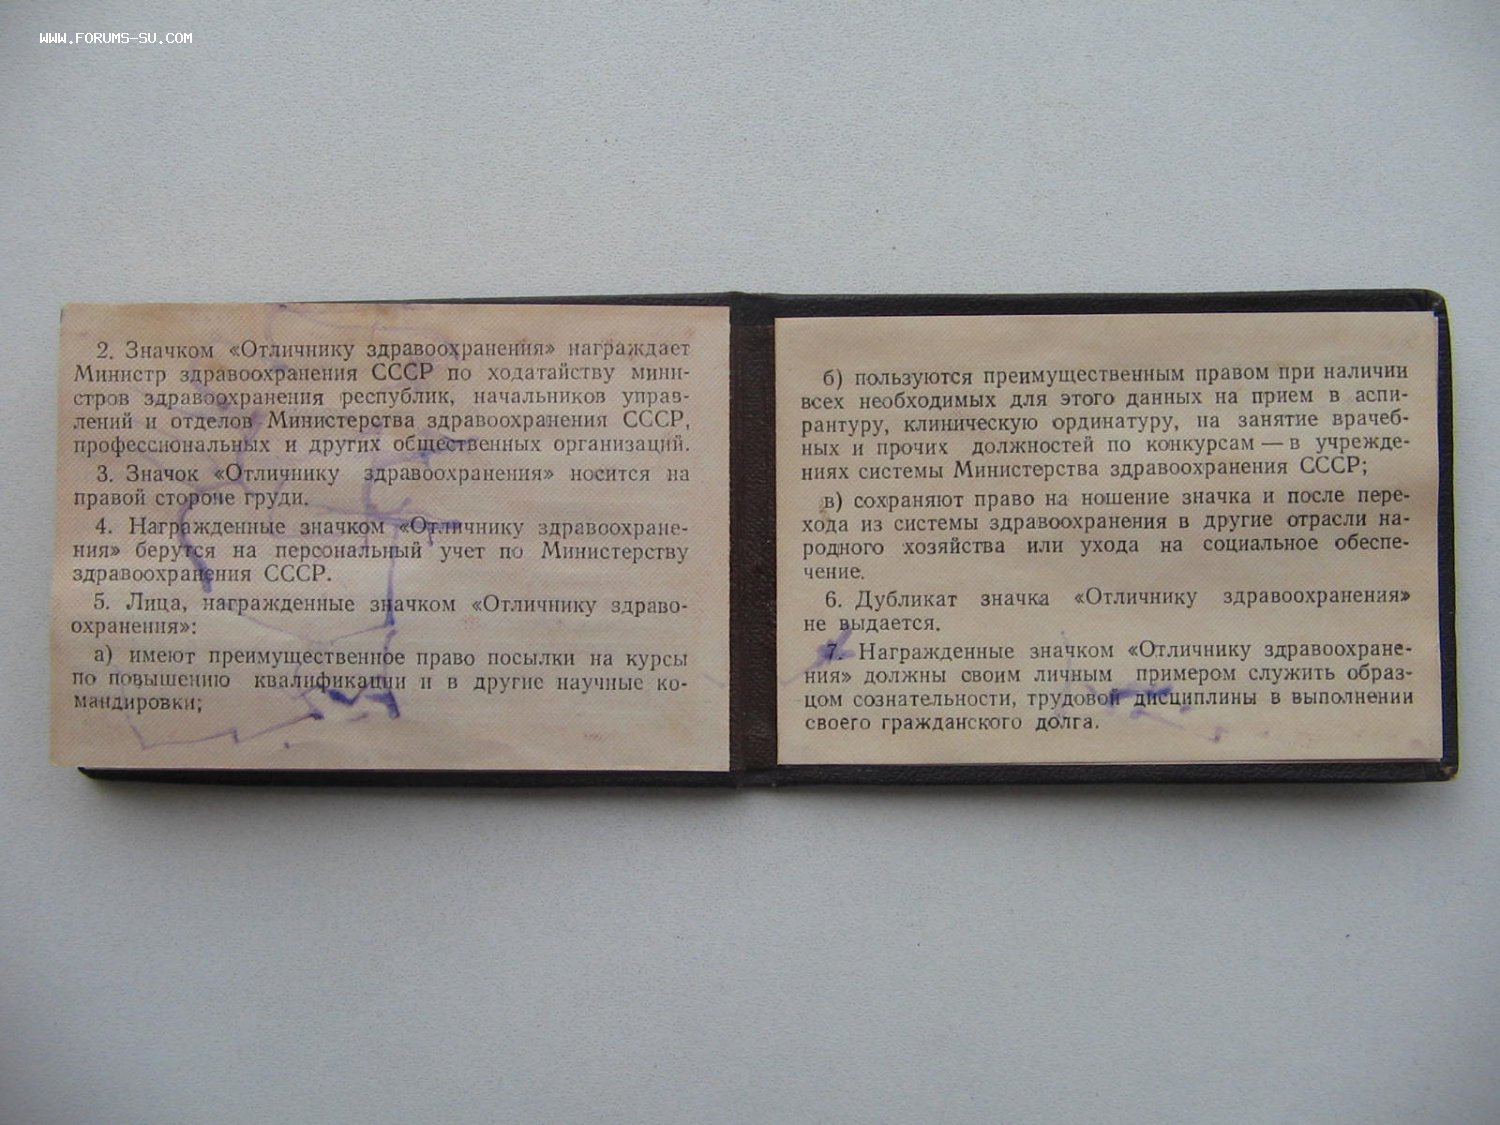 WWW.FORUMS-SU.COM
2. Значком «Отличнику здравоохранения» награждает
Министр здравоохранения СССР по ходатайству мини-
стров здравоохранения республик, начальников управ-
лений и отделов Министерства здравоохранения СССР,
профессиональных и других общественных организаций.
3. Значок «Отличнику здравоохранения» носится на
правой стороне груди.
4. Награжденные значком «Отличнику здравоохране-
ния» берутся на персональный учет по Министерству
здравоохранения СССР.
5. Лица, награжденные значком «Отличнику здраво-
охранения»:
а) имеют преимущественное право посылки на курсы
по повышению квалификации и в другие научные ко-
мандировки;
б) пользуются преимущественным правом при наличии
всех необходимых для этого данных на прием в аспи-
рантуру, клиническую ординатуру, на занятие врачеб-
ных и прочих должностей по конкурсам — в учрежде-
ниях системы Министерства здравоохранения СССР;
в) сохраняют право на ношение значка и после пере-
хода из системы здравоохранения в другие отрасли на-
родного хозяйства или ухода на социальное обеспе-
чение.
6. Дубликат значка «Отличнику здравоохранения»
не выдается.
7. Награжденные значком «Отличнику здравоохране-
ния» должны своим личным примером служить образ-
цом сознательности, трудовой дисциплины в выполнении
своего гражданского долга.